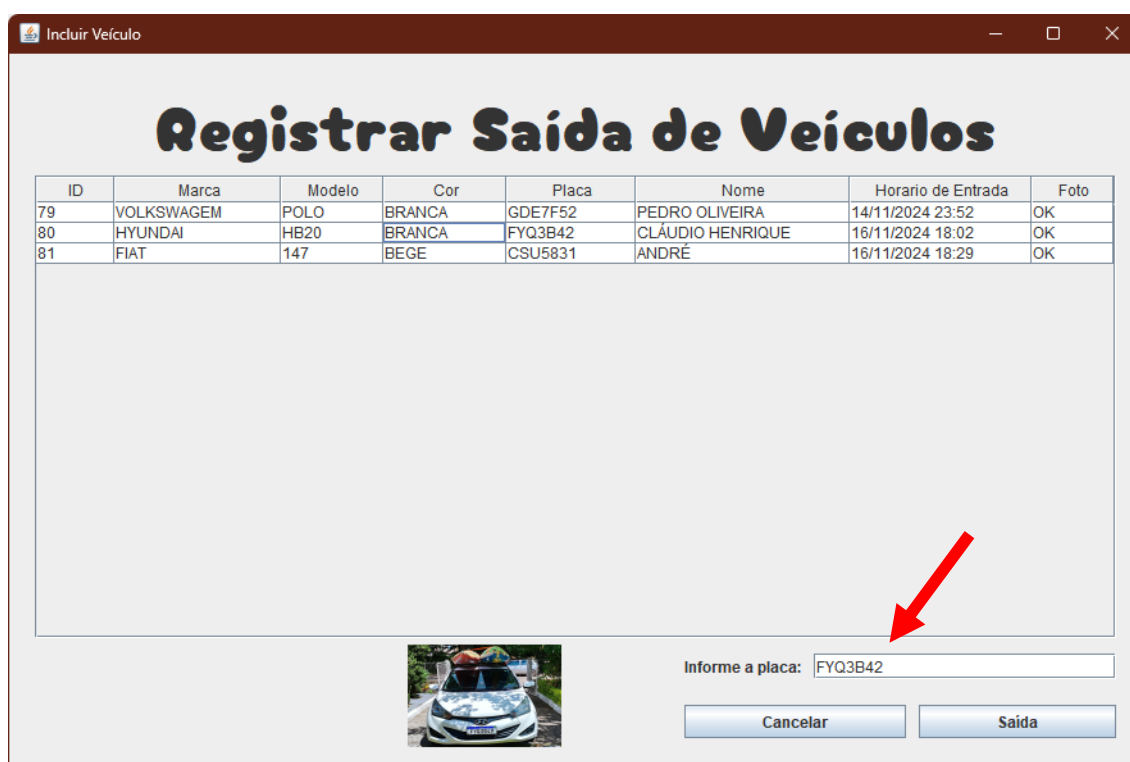 Incluir Veículo
Registrar Saída de Veículos
ID Marca Modelo Cor Placa Nome Horario de Entrada Foto
79 VOLKSWAGEM POLO BRANCA GDE7F52 PEDRO OLIVEIRA 14/11/2024 23:52 OK
80 HYUNDAI HB20 BRANCA FYQ3B42 CLÁUDIO HENRIQUE 16/11/2024 18:02 OK
81 FIAT 147 BEGE CSU5831 ANDRÉ 16/11/2024 18:29 OK
Informe a placa: FYQ3B42
Cancelar Saída